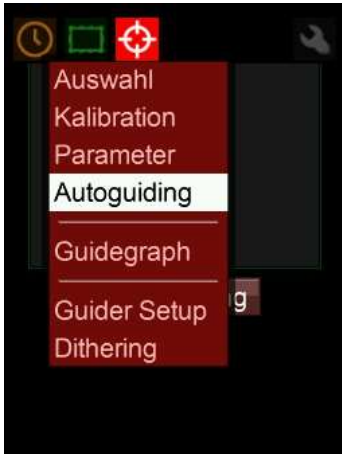 Auswahl
Kalibration
Parameter
Autoguiding
Guidegraph
g
Guider Setup
Dithering